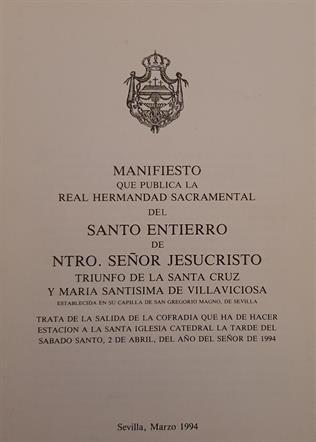 MANIFIESTO
QUE PUBLICA LA
REAL HERMANDAD SACRAMENTAL
DEL
SANTO ENTIERRO
DE
NTRO. SEÑOR JESUCRISTO
TRIUNFO DE LA SANTA CRUZ
Y MARIA SANTISIMA DE VILLAVICIOSA
ESTABLECIDA EN SU CAPILLA DE SAN GREGORIO MAGNO, DE SEVILLA
TRATA DE LA SALIDA DE LA COFRADIA QUE HA DE HACER
ESTACION A LA SANTA IGLESIA CATEDRAL LA TARDE DEL
SABADO SANTO, 2 DE ABRIL, DEL AÑO DEL SEÑOR DE 1994
Sevilla, Marzo 1994